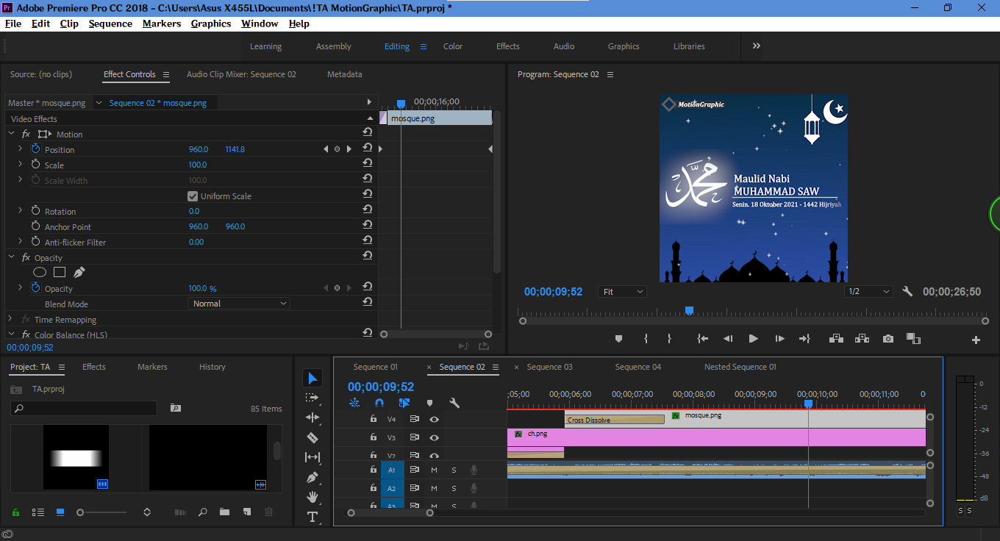 Pr Adobe Premiere Pro CC 2018 - C:\Users\Asus X455L\Documents\!TA MotionGraphic\TA.prproj *
File Edit Clip Sequence Markers Graphics Window Help
Learning Assembly Editing Color Effects Audio Graphics Libraries
Source: (no clips) Effect Controls Audio Clip Mixer: Sequence 02 Metadata
Master * mosque.png Sequence 02 * mosque.png 00;00;16;00
Video Effects mosque.png
fx Motion
Position 960.0 1141.8
Scale 100.0
Scale Width 100.0
Uniform Scale
Rotation 0.0
Anchor Point 960.0 960.0
Anti-flicker Filter 0.00
fx Opacity
Opacity 100.0 %
Blend Mode Normal
fx Time Remapping
fx Color Balance (HLS)
00;00;09;52
Program: Sequence 02
MotionGraphic
محمد
Maulid Nabi
MUHAMMAD SAW
Senin, 18 Oktober 2021 - 1442 Hijriyah
00;00;09;52 Fit 1/2 00;00;26;50
Project: TA Effects Markers History
TA.prproj
85 Items
T
Sequence 01 × Sequence 02 × Sequence 03 Sequence 04 Nested Sequence 01
00;00;09;52
;05;00 00;00;06;00 00;00;07;00 00;00;08;00 00;00;09;00 00;00;10;00 00;00;11;00 0
V4 Cross Dissolve fx mosque.png
V3 fx ch.png
V2
A1 M S
A2 M S
A3 M S
0
-12
-24
-36
-48
dB
S S